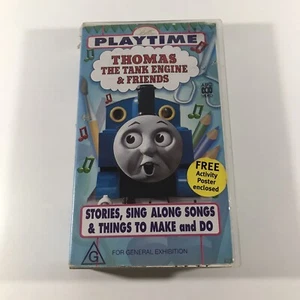 PLAYTIME
THOMAS
THE TANK ENGINE
& FRIENDS
FREE
Activity
Poster
enclosed
STORIES, SING ALONG SONGS
& THINGS TO MAKE and DO
G
FOR GENERAL EXHIBITION